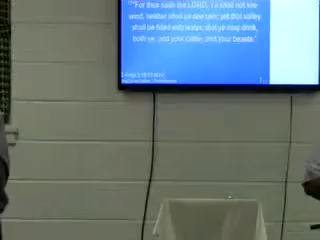 "For thus saith the LORD, Ye shall not see
wind, neither shall ye see rain; yet that valley
shall be filled with water, that ye may drink,
both ye, and your cattle, and your beasts."